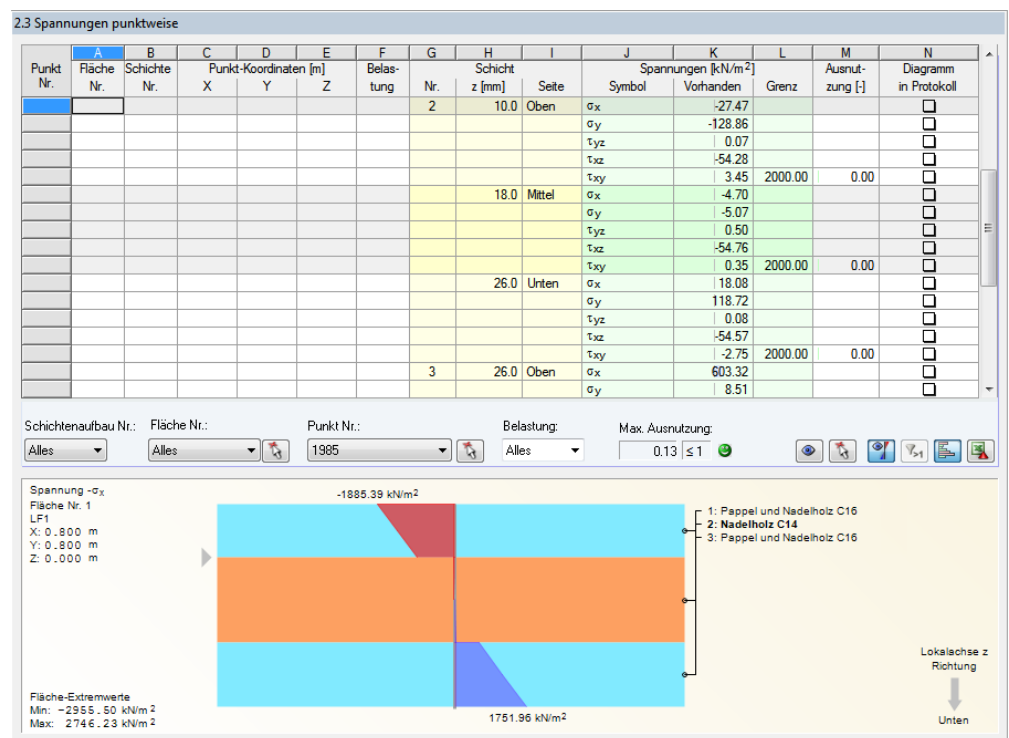 2.3 Spannungen punktweise
A B C D E F G H I J K L M N
Punkt Fläche Schichte Punkt-Koordinaten [m] Belas- Schicht Spannungen [kN/m²] Ausnut- Diagramm
Nr. Nr. Nr. X Y Z tung Nr. z [mm] Seite Symbol Vorhanden Grenz zung [-] in Protokoll
2 10.0 Oben σx -27.47
σy -128.86
τyz 0.07
τxz -54.28
τxy 3.45 2000.00 0.00
18.0 Mittel σx -4.70
σy -5.07
τyz 0.50
τxz -54.76
τxy 0.35 2000.00 0.00
26.0 Unten σx 18.08
σy 118.72
τyz 0.08
τxz -54.57
τxy -2.75 2000.00 0.00
3 26.0 Oben σx 603.32
σy 8.51
Schichtenaufbau Nr.: Fläche Nr.: Punkt Nr.: Belastung: Max. Ausnutzung:
Alles Alles 1985 Alles 0.13 ≤ 1
Spannung -σx
Fläche Nr. 1
LF1
X: 0.800 m
Y: 0.800 m
Z: 0.000 m
-1885.39 kN/m²
1: Pappel und Nadelholz C16
2: Nadelholz C14
3: Pappel und Nadelholz C16
Lokalachse z
Richtung
Unten
1751.96 kN/m²
Fläche-Extremwerte
Min: -2955.50 kN/m²
Max: 2746.23 kN/m²